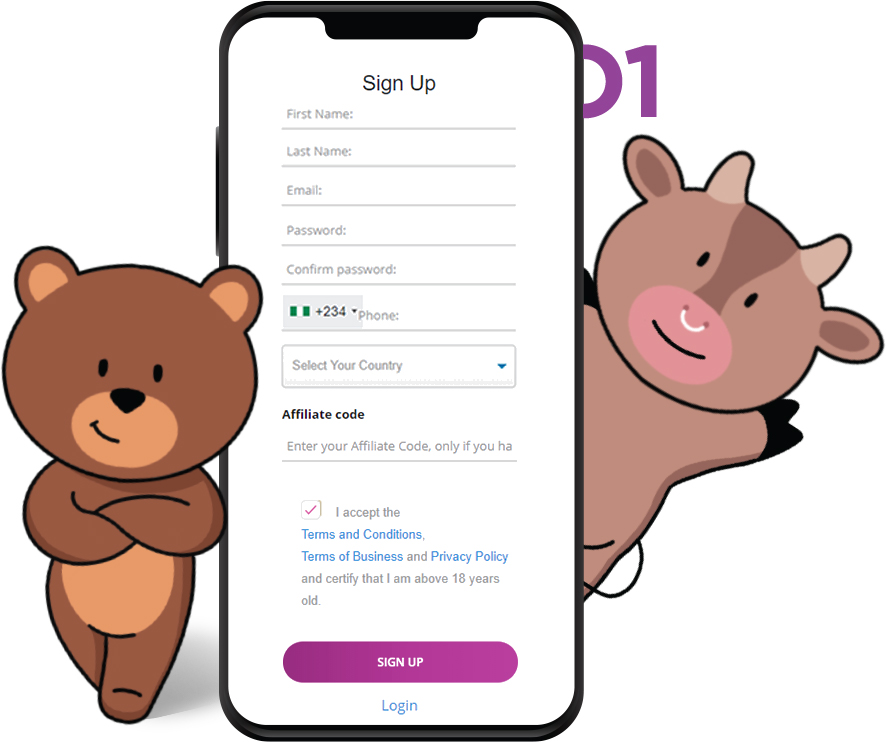 01
Sign Up
First Name:
Last Name:
Email:
Password:
Confirm password:
+234
Phone:
Select Your Country
Affiliate code
Enter your Affiliate Code, only if you ha
I accept the
Terms and Conditions,
Terms of Business and Privacy Policy
and certify that I am above 18 years
old.
SIGN UP
Login